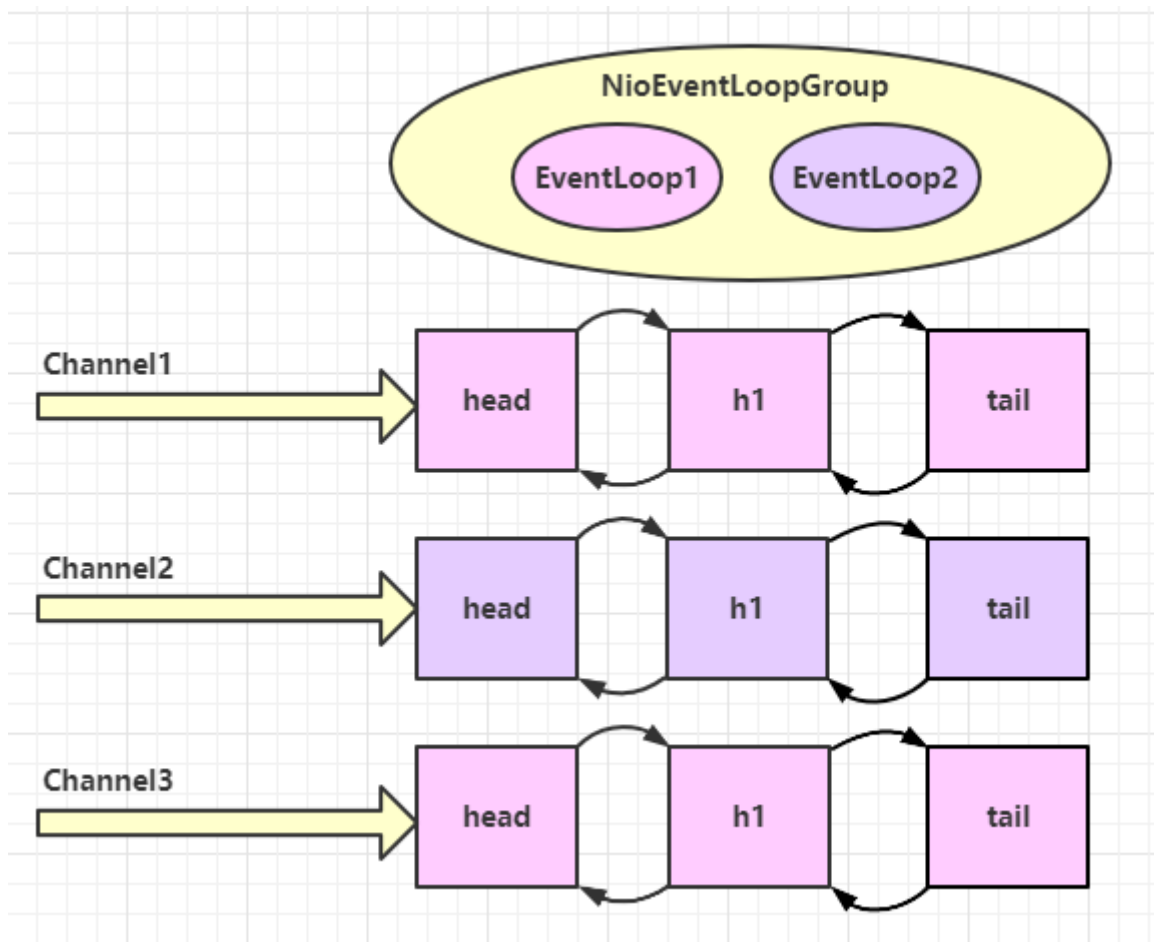 NioEventLoopGroup
EventLoop1 EventLoop2
Channel1
head h1 tail
Channel2
head h1 tail
Channel3
head h1 tail